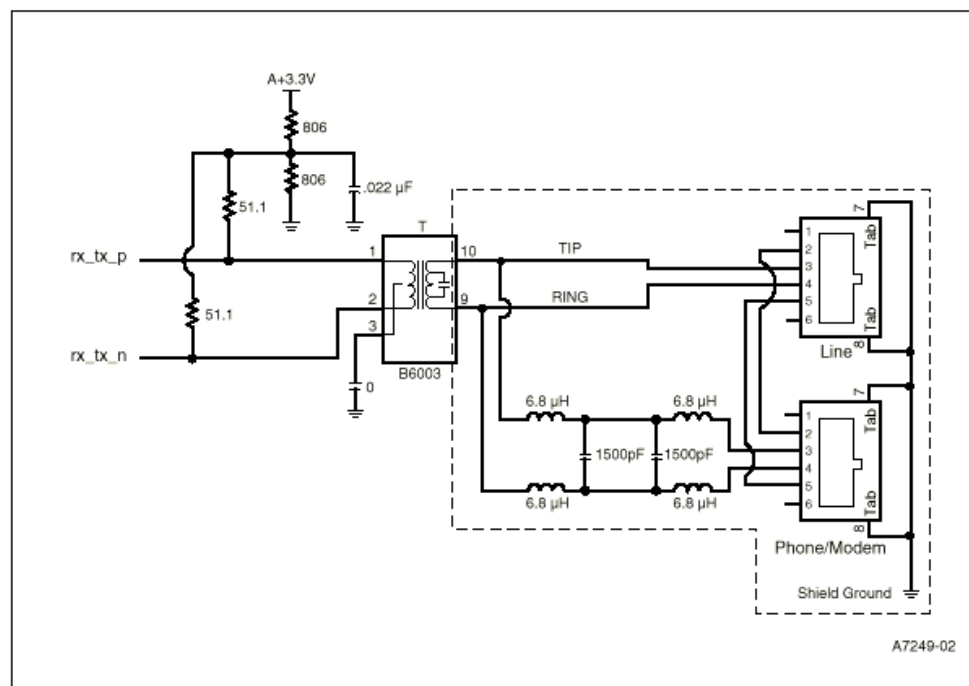 A+3.3V
806
806
.022 µF
51.1
rx_tx_p
51.1
rx_tx_n
T
1
2
3
10
9
B6003
0
TIP
RING
1
2
3
4
5
6
7
Tab
Tab
8
Line
6.8 µH
6.8 µH
1500pF
1500pF
6.8 µH
6.8 µH
1
2
3
4
5
6
7
Tab
Tab
8
Phone/Modem
Shield Ground
A7249-02